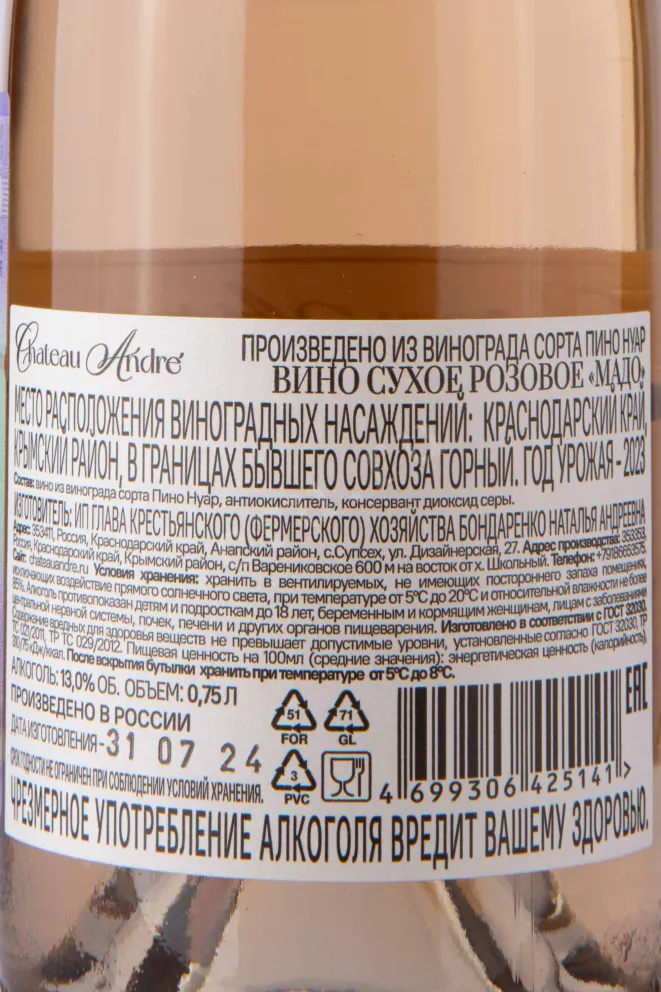 Chateau André
ПРОИЗВЕДЕНО ИЗ ВИНОГРАДА СОРТА ПИНО НУАР
ВИНО СУХОЕ РОЗОВОЕ «МАДО»
МЕСТО РАСПОЛОЖЕНИЯ ВИНОГРАДНЫХ НАСАЖДЕНИЙ: КРАСНОДАРСКИЙ КРАЙ,
КРЫМСКИЙ РАЙОН, В ГРАНИЦАХ БЫВШЕГО СОВХОЗА ГОРНЫЙ. ГОД УРОЖАЯ - 2023
Состав: вино из винограда сорта Пино Нуар, антиокислитель, консервант диоксид серы.
ИЗГОТОВИТЕЛЬ: ИП ГЛАВА КРЕСТЬЯНСКОГО (ФЕРМЕРСКОГО) ХОЗЯЙСТВА БОНДАРЕНКО НАТАЛЬЯ АНДРЕЕВНА
Адрес: 353411, Россия, Краснодарский край, Анапский район, с.Супсех, ул. Дизайнерская, 27. Адрес производства: 353353,
Россия, Краснодарский край, Крымский район, с/п Варениковское 600 м на восток от х. Школьный. Телефон:
Сайт: chateauandre.ru. Условия хранения: хранить в вентилируемых, не имеющих постороннего запаха помещениях,
исключающих воздействие прямого солнечного света, при температуре от 5°C до 20°C и относительной влажности не более
85%. Алкоголь противопоказан детям и подросткам до 18 лет, беременным и кормящим женщинам, лицам с заболеваниями
центральной нервной системы, почек, печени и других органов пищеварения. Изготовлено в соответствии с ГОСТ 32030.
Содержание вредных для здоровья веществ не превышает допустимые уровни, установленные согласно ГОСТ 32030, ТР
ТС 021/2011, ТР ТС 029/2012. Пищевая ценность на 100мл (средние значения): энергетическая ценность (калорийность),
кДж/ккал. После вскрытия бутылки хранить при температуре от 5°C до 8°C.
АЛКОГОЛЬ: 13,0% ОБ. ОБЪЕМ: 0,75 Л
ПРОИЗВЕДЕНО В РОССИИ
ДАТА ИЗГОТОВЛЕНИЯ - 31 07 24
СРОК ГОДНОСТИ НЕ ОГРАНИЧЕН ПРИ СОБЛЮДЕНИИ УСЛОВИЙ ХРАНЕНИЯ.
51
FOR
71
GL
3
PVC
EAC
4 699306 425141 >
ЧРЕЗМЕРНОЕ УПОТРЕБЛЕНИЕ АЛКОГОЛЯ ВРЕДИТ ВАШЕМУ ЗДОРОВЬЮ.